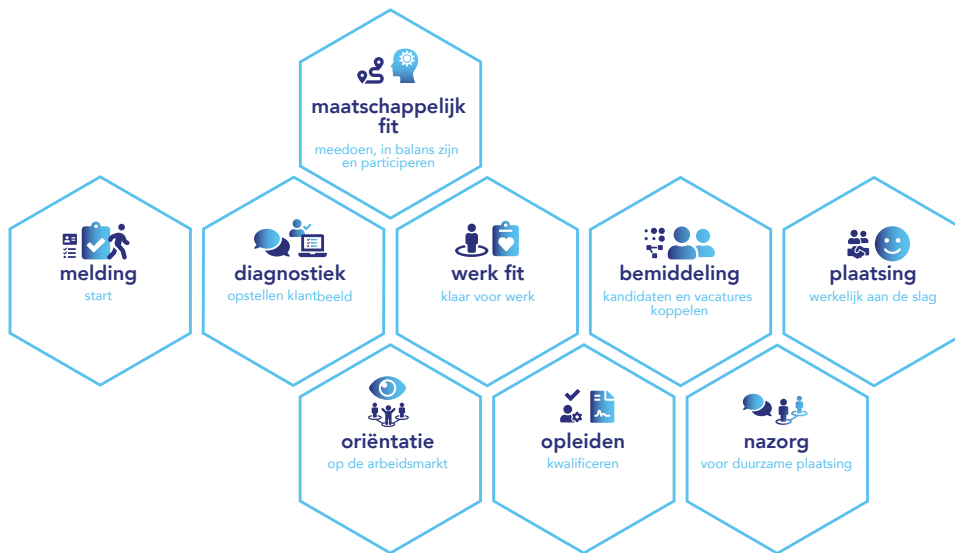 maatschappelijk
fit
meedoen, in balans zijn
en participeren
melding
start
diagnostiek
opstellen klantbeeld
werk fit
klaar voor werk
bemiddeling
kandidaten en vacatures
koppelen
plaatsing
werkelijk aan de slag
oriëntatie
op de arbeidsmarkt
opleiden
kwalificeren
nazorg
voor duurzame plaatsing